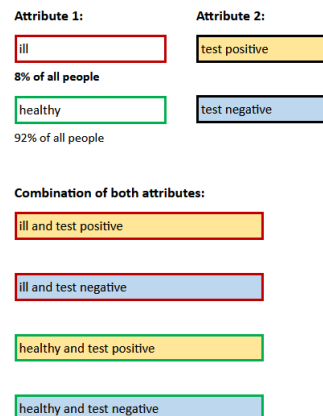 Attribute 1:
Attribute 2:
ill
test positive
8% of all people
healthy
test negative
92% of all people
Combination of both attributes:
ill and test positive
ill and test negative
healthy and test positive
healthy and test negative